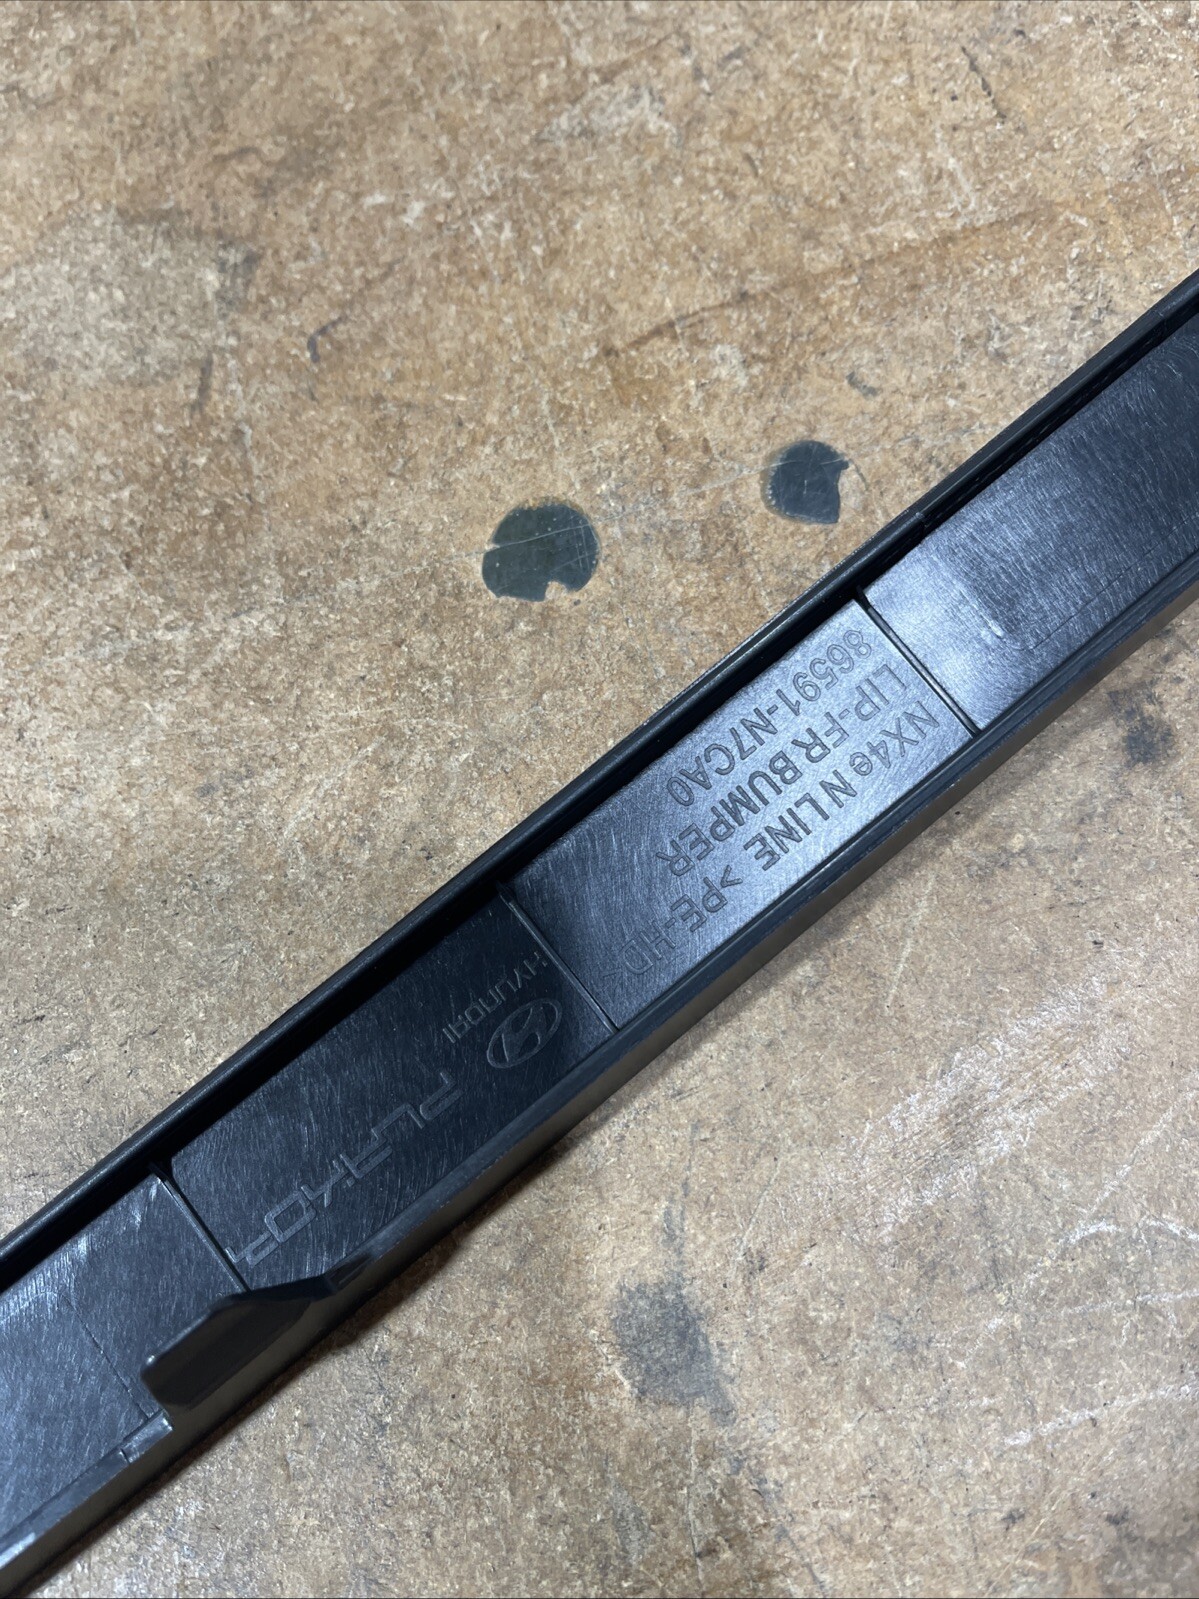 86591-N7CA0
LIP-FR BUMPER
NX4e N LINE >PE-HD<
HYUNDAI
PLAKOR